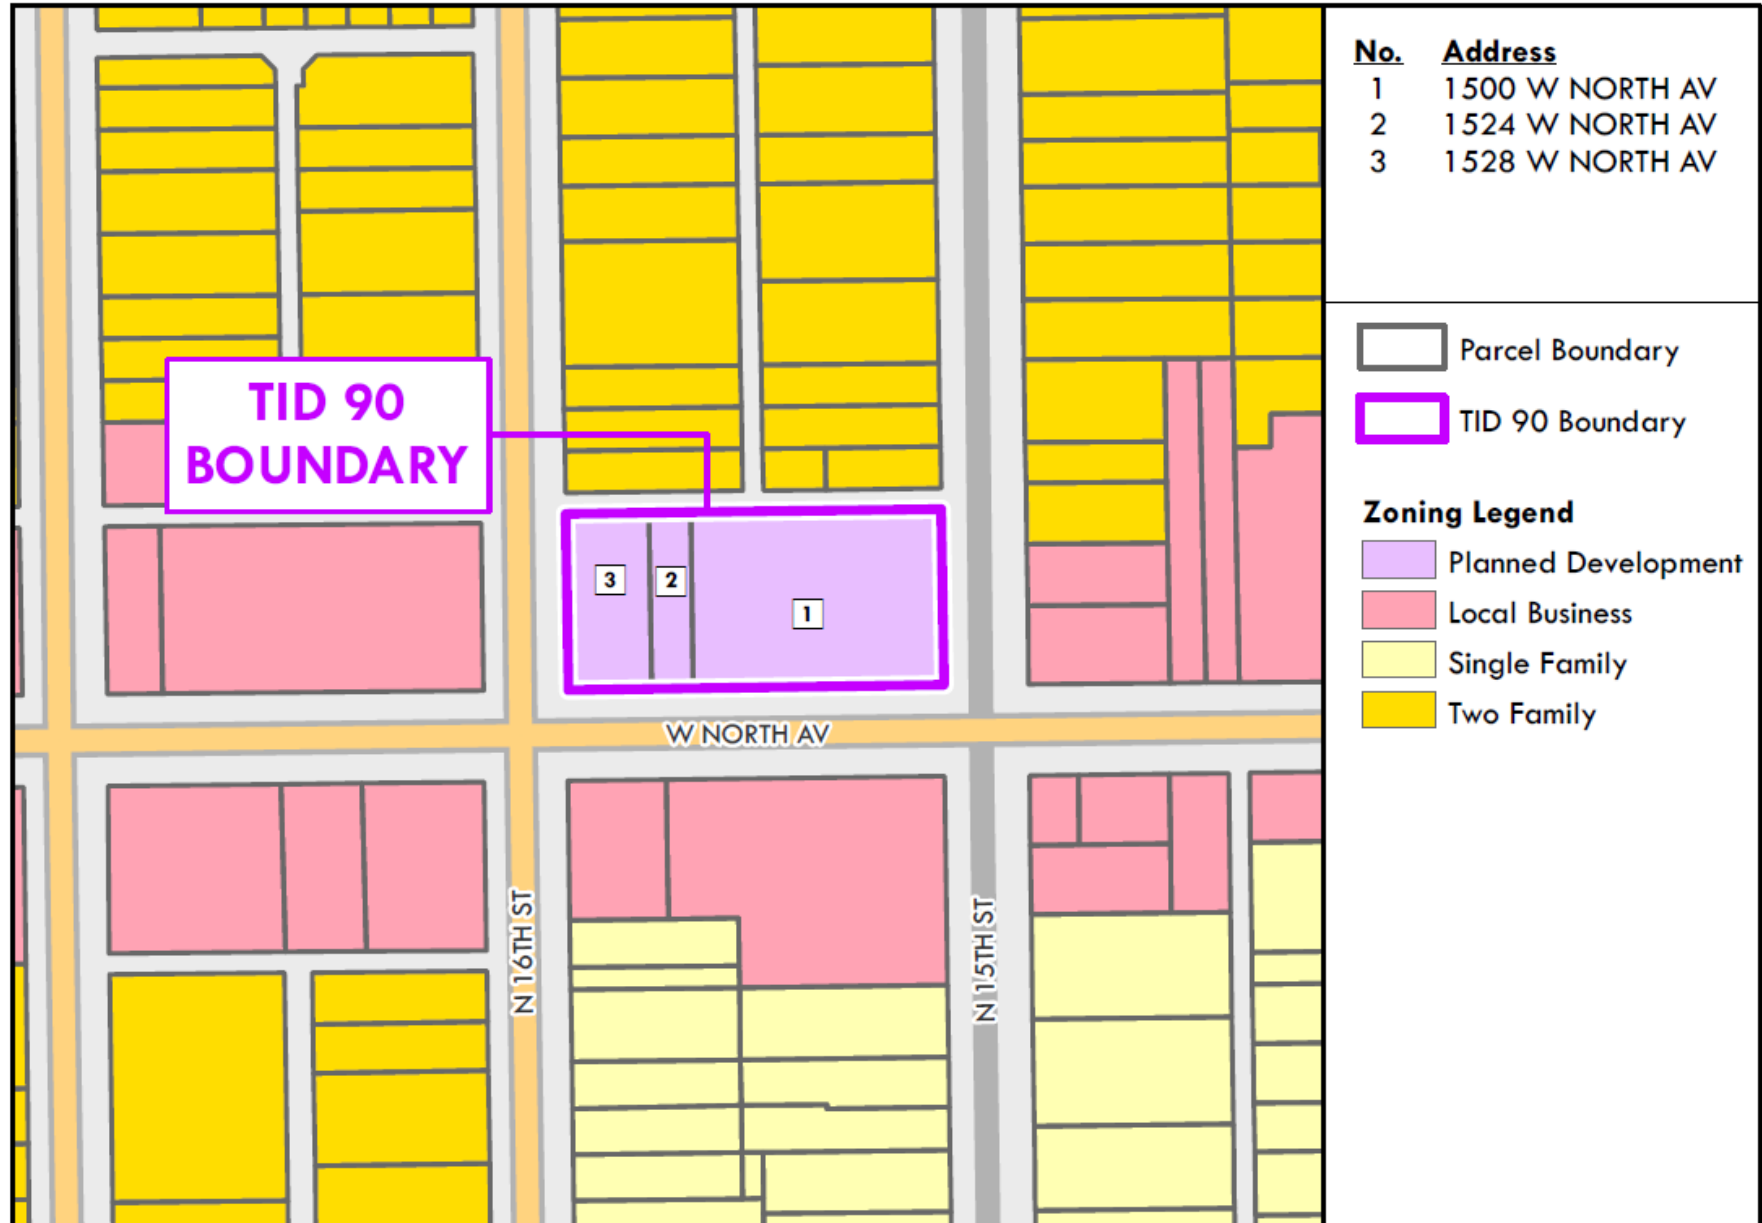 No. Address
1 1500 W NORTH AV
2 1524 W NORTH AV
3 1528 W NORTH AV
Parcel Boundary
TID 90 Boundary
Zoning Legend
Planned Development
Local Business
Single Family
Two Family
TID 90
BOUNDARY
3
2
1
W NORTH AV
N 16TH ST
N 15TH ST